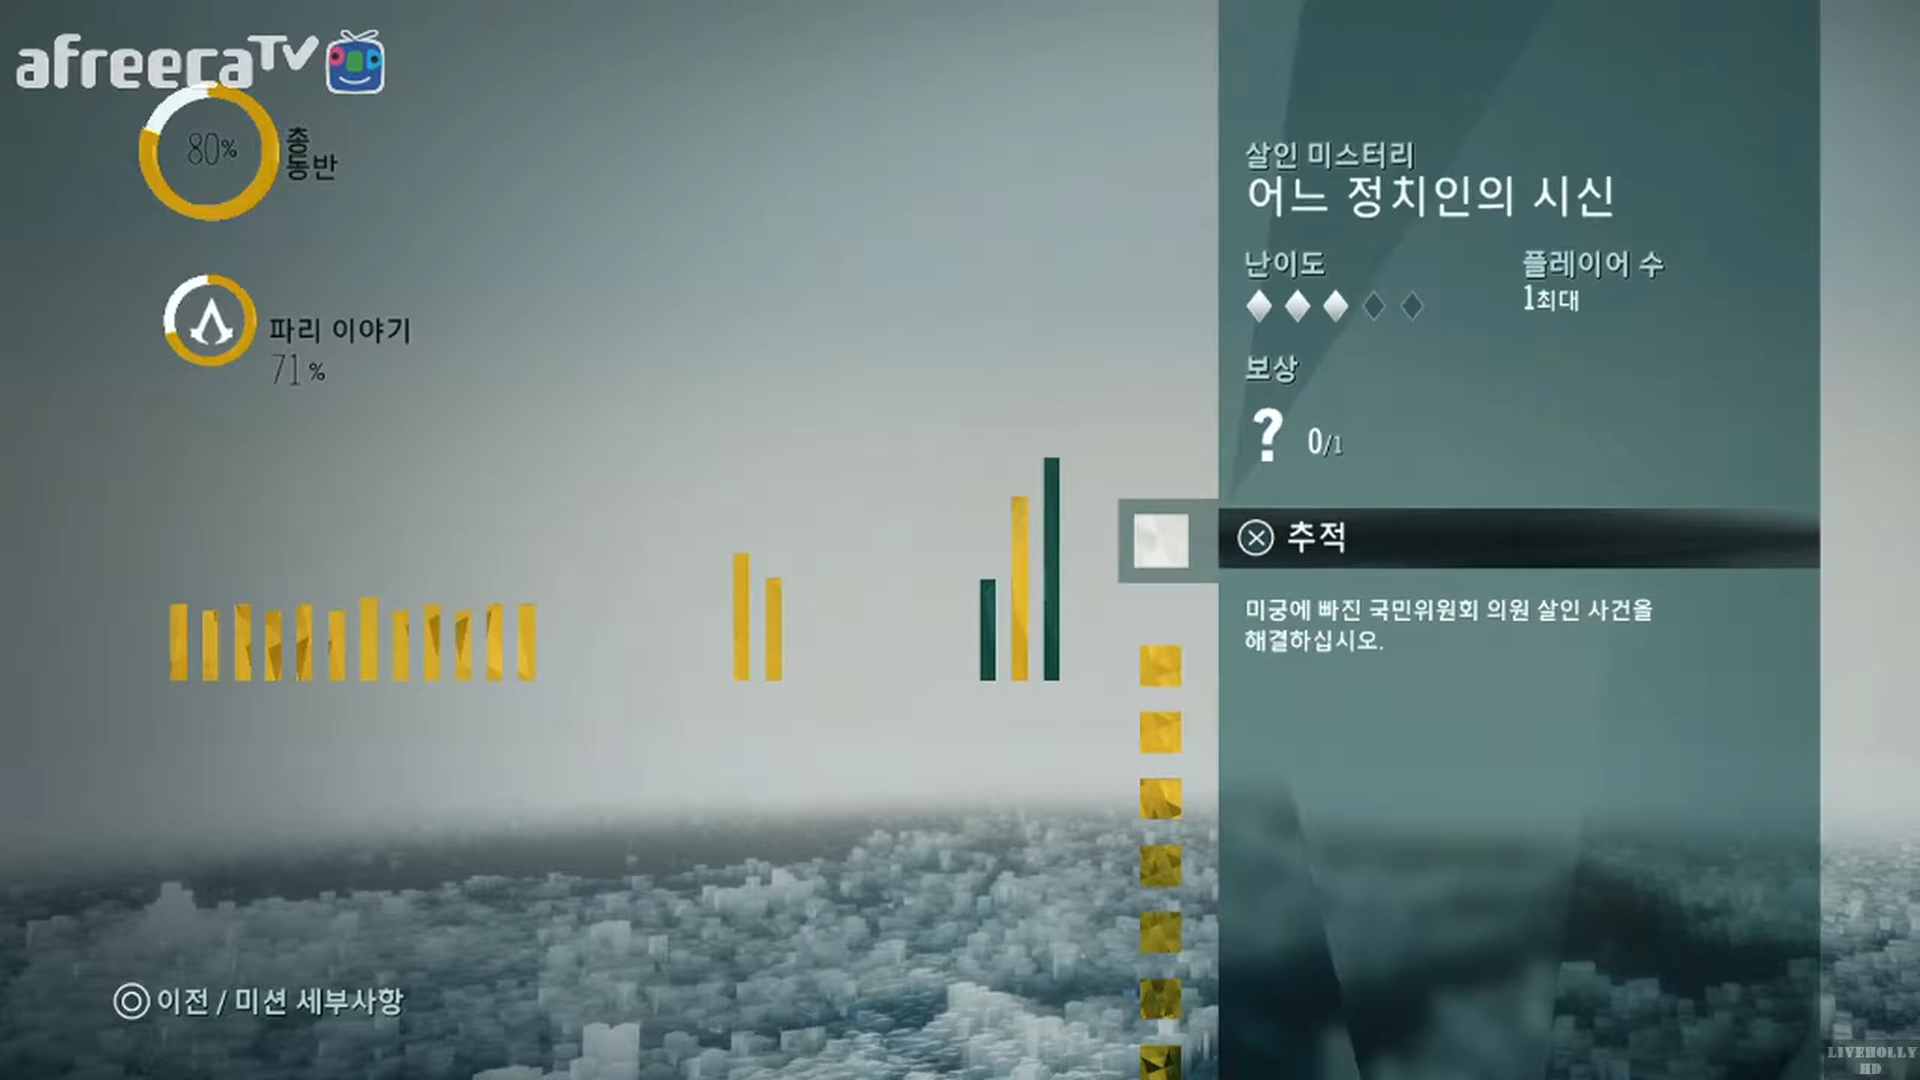 afreecaTV
80%
총
동반
파리 이야기
71%
살인 미스터리
어느 정치인의 시신
난이도
플레이어 수
1최대
보상
? 0/1
추적
미궁에 빠진 국민위원회 의원 살인 사건을
해결하십시오.
이전 / 미션 세부사항
LIVEHOLLY
HD